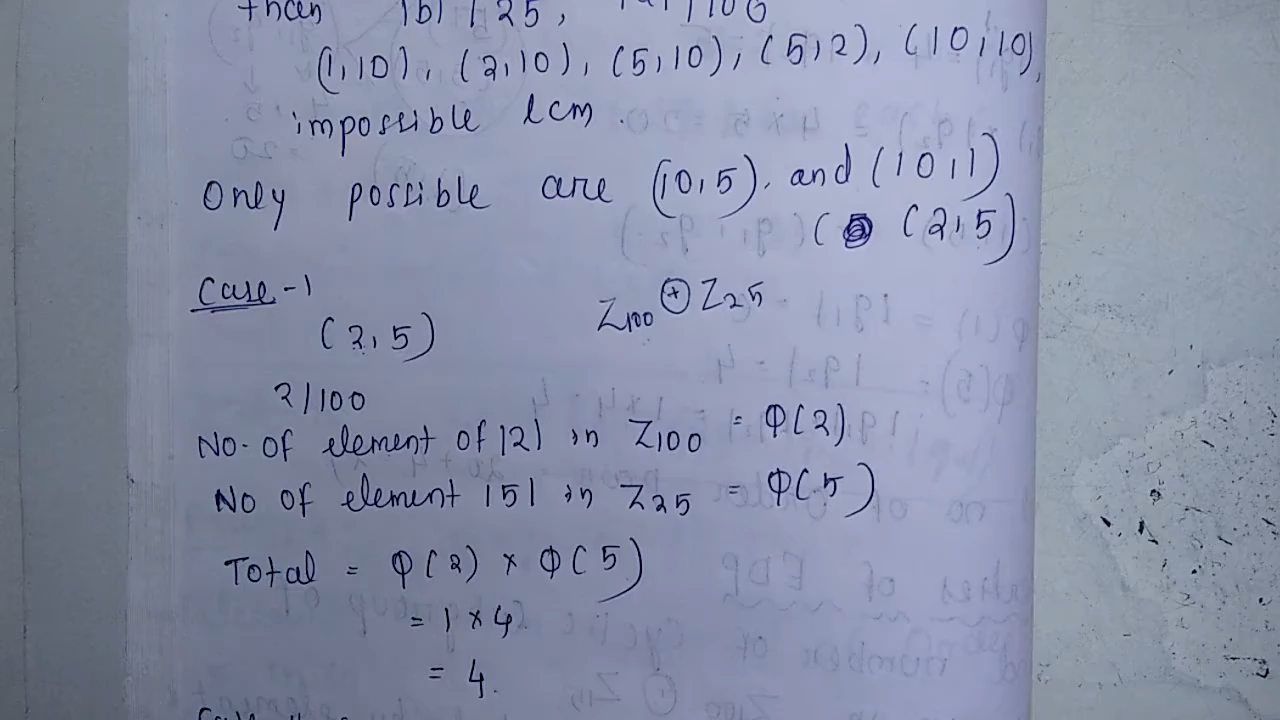 than |b| | 25,
(1,10), (2,10), (5,10), (5,2), (10,10),
impossible lcm.
Only possible are (10,5), and (10,1)
( (2,5)
Case-1
Z100 ⊕ Z25
(2,5)
2/100
No. of element of |2| in Z100 = Φ(2)
No of element |5| in Z25 = Φ(5)
Total = Φ(2) × Φ(5)
= 1 × 4
= 4.